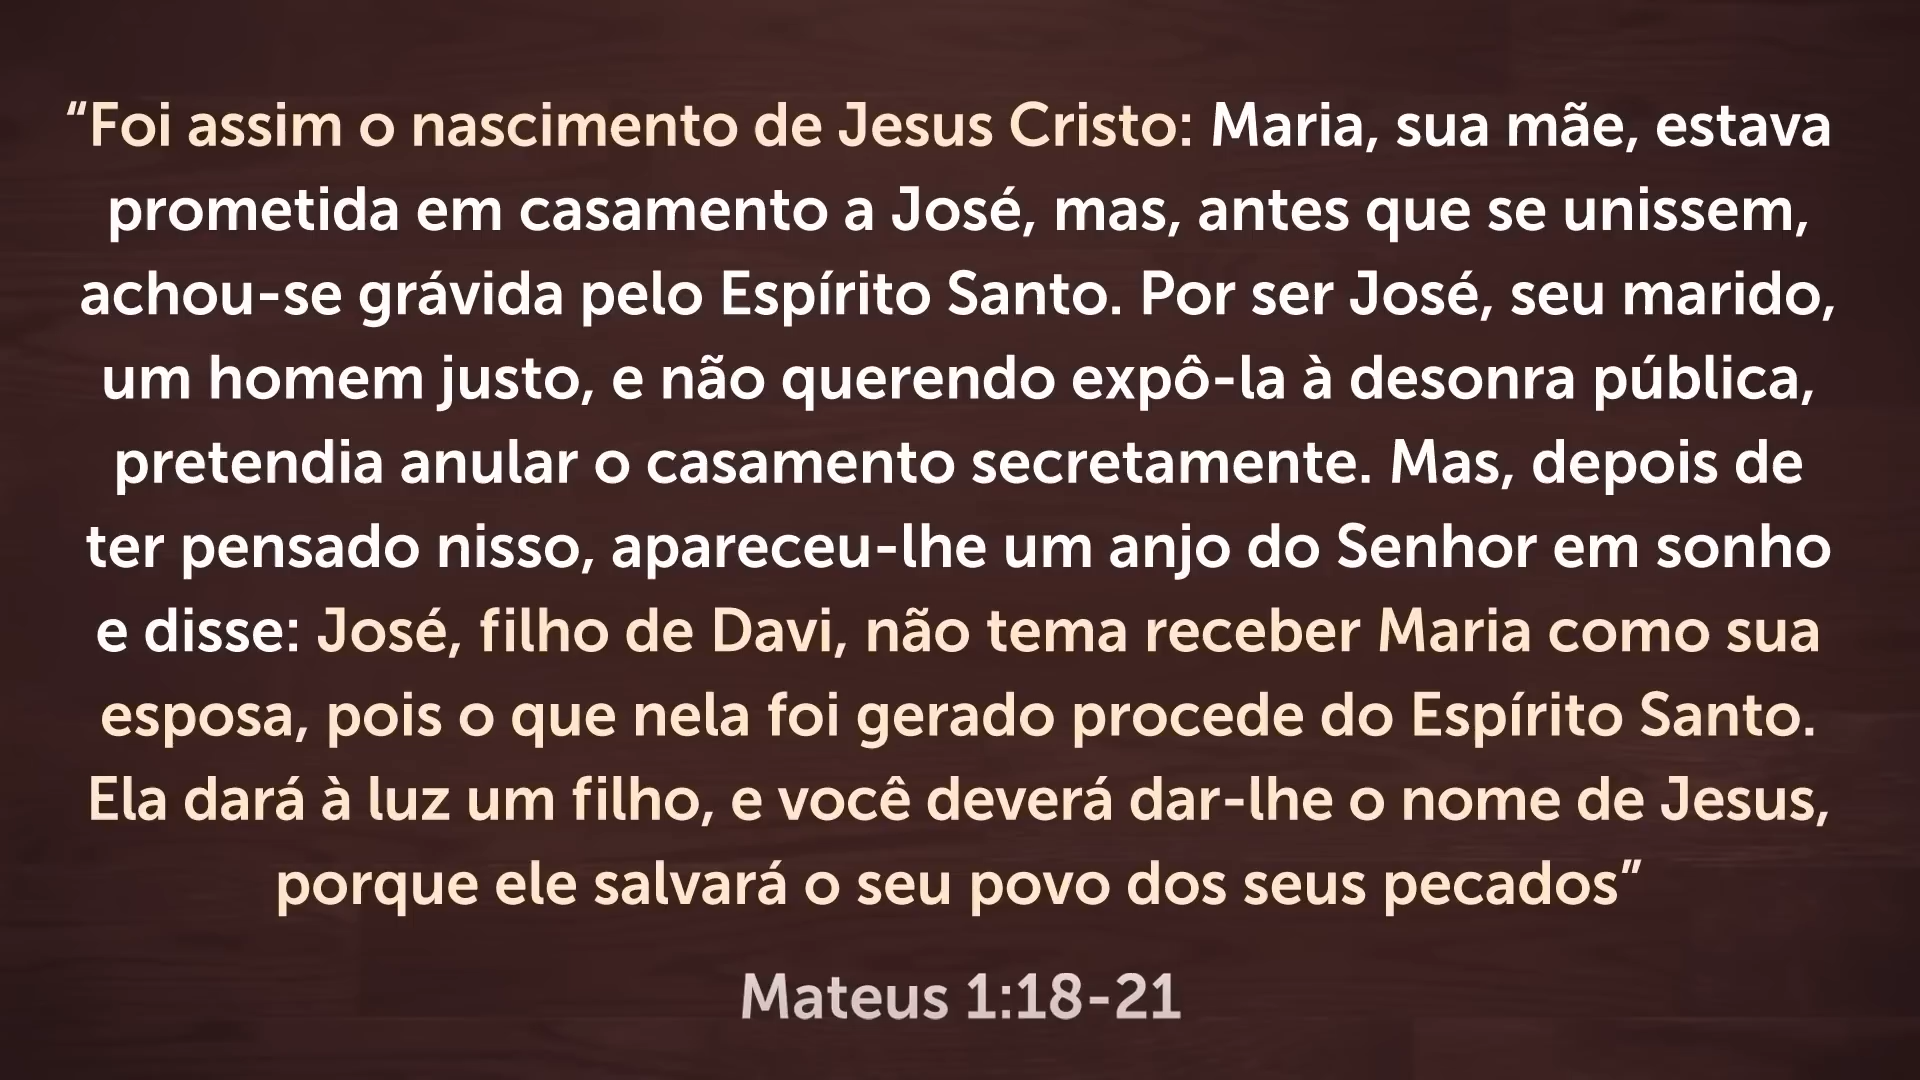 “Foi assim o nascimento de Jesus Cristo: Maria, sua mãe, estava
prometida em casamento a José, mas, antes que se unissem,
achou-se grávida pelo Espírito Santo. Por ser José, seu marido,
um homem justo, e não querendo expô-la à desonra pública,
pretendia anular o casamento secretamente. Mas, depois de
ter pensado nisso, apareceu-lhe um anjo do Senhor em sonho
e disse: José, filho de Davi, não tema receber Maria como sua
esposa, pois o que nela foi gerado procede do Espírito Santo.
Ela dará à luz um filho, e você deverá dar-lhe o nome de Jesus,
porque ele salvará o seu povo dos seus pecados”
Mateus 1:18-21